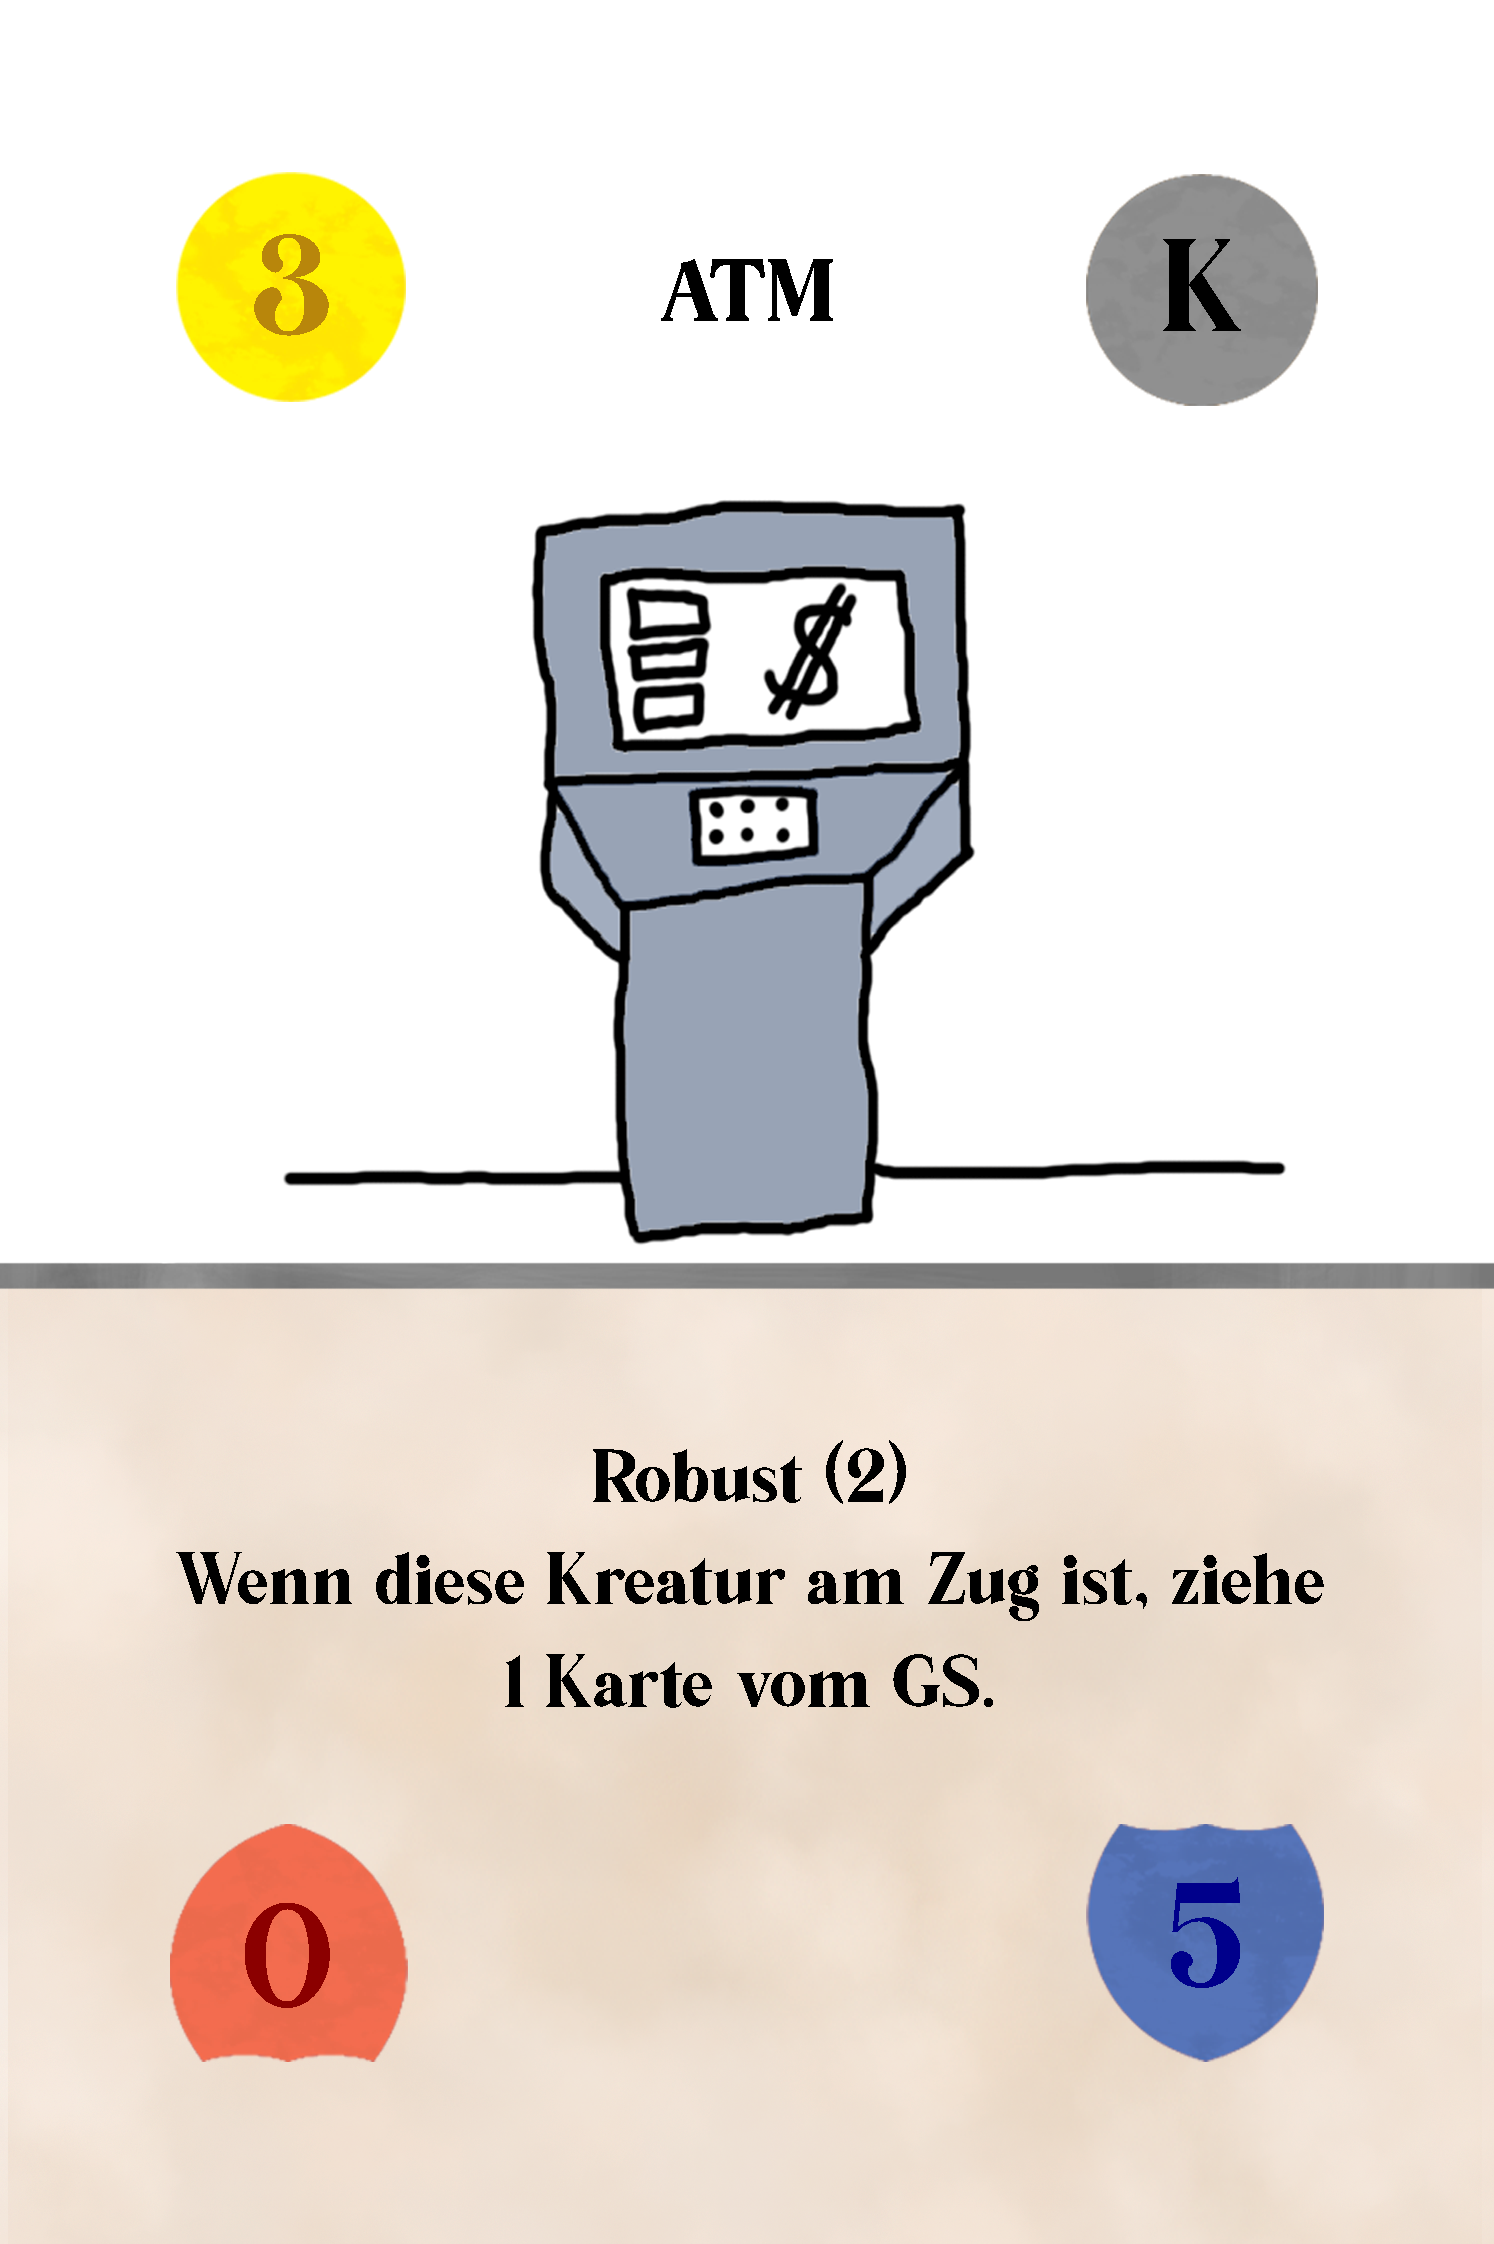 3 ATM K
$
Robust (2)
Wenn diese Kreatur am Zug ist, ziehe
1 Karte vom GS.
0 5